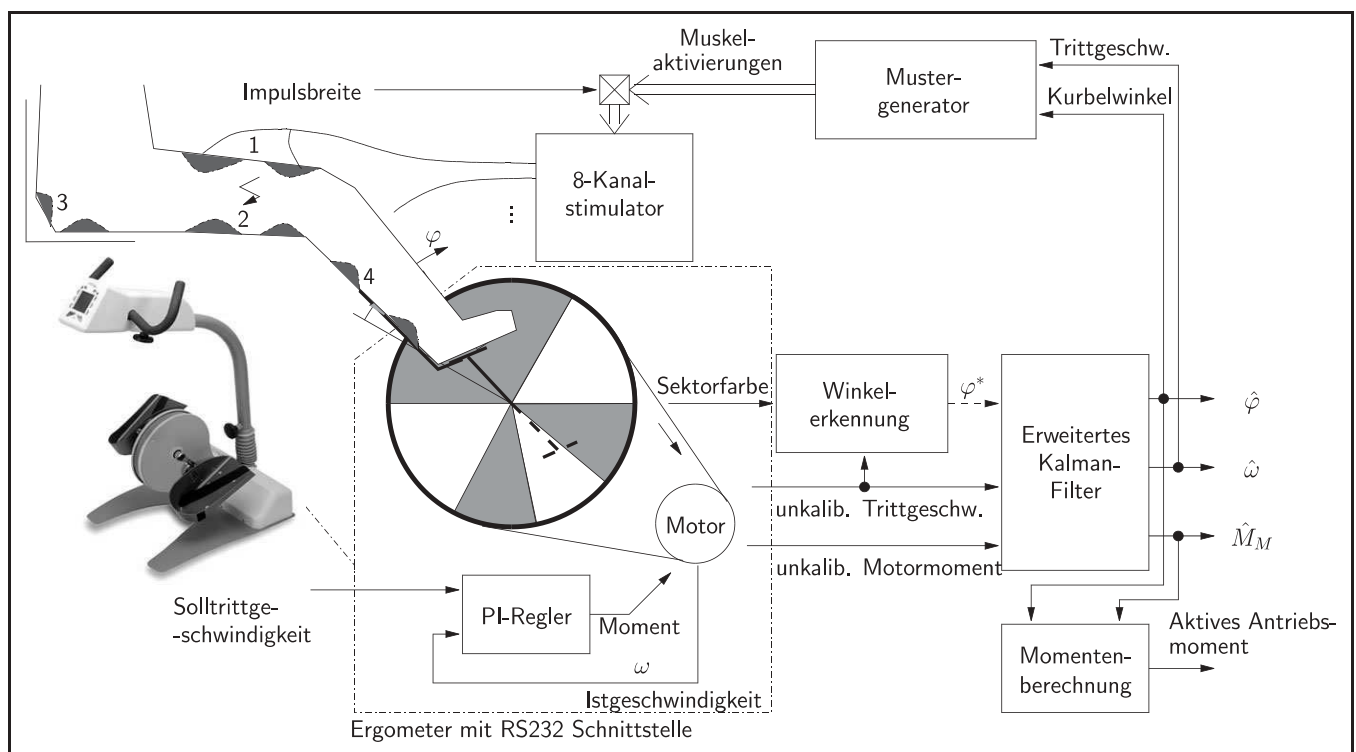 Muskel-
aktivierungen
Impulsbreite
Muster-
generator
Trittgeschw.
Kurbelwinkel
8-Kanal-
stimulator
⋮
1
2
3
4
φ
Sektorfarbe
Winkel-
erkennung
φ*
Erweitertes
Kalman-
Filter
φ̂
ω̂
M̂_M
unkalib. Trittgeschw.
unkalib. Motormoment
Motor
PI-Regler
Moment
ω
Istgeschwindigkeit
Solltrittge-
-schwindigkeit
Momenten-
berechnung
Aktives Antriebs-
moment
Ergometer mit RS232 Schnittstelle